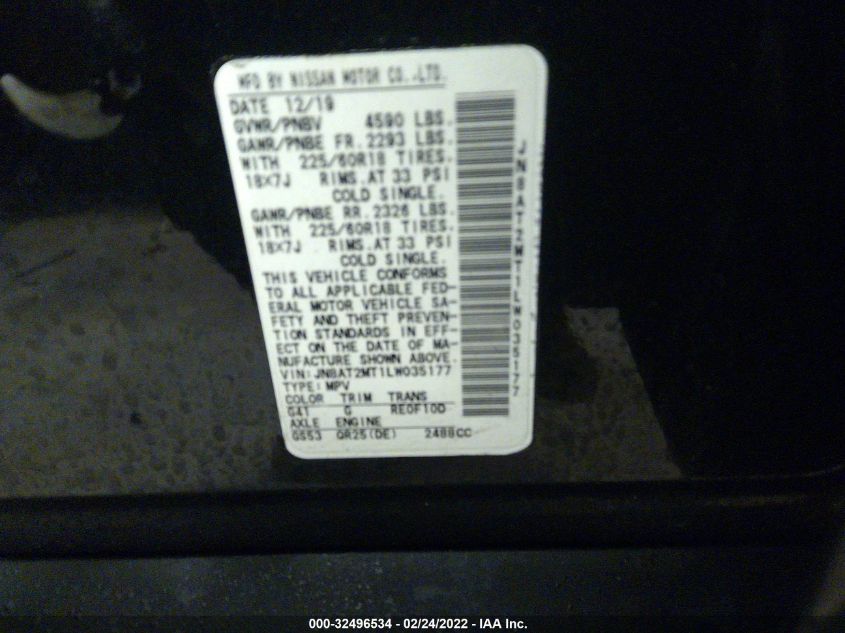 MFD BY NISSAN MOTOR CO.,LTD.
DATE 12/19
GVWR/PNBV 4590 LBS.
GAWR/PNBE FR. 2293 LBS.
WITH 225/60R18 TIRES.
18X7J RIMS.AT 33 PSI
COLD SINGLE.
GAWR/PNBE RR. 2326 LBS.
WITH 225/60R18 TIRES.
18X7J RIMS.AT 33 PSI
COLD SINGLE.
THIS VEHICLE CONFORMS
TO ALL APPLICABLE FED-
ERAL MOTOR VEHICLE SA-
FETY AND THEFT PREVEN-
TION STANDARDS IN EFF-
ECT ON THE DATE OF MA-
NUFACTURE SHOWN ABOVE.
VIN:JN8AT2MT1LW035177
TYPE:MPV
COLOR TRIM TRANS
G41 G RE0F10D
AXLE ENGINE
GS53 QR25(DE) 2488CC
JN8AT2MT1LW035177
000-32496534 - 02/24/2022 - IAA Inc.